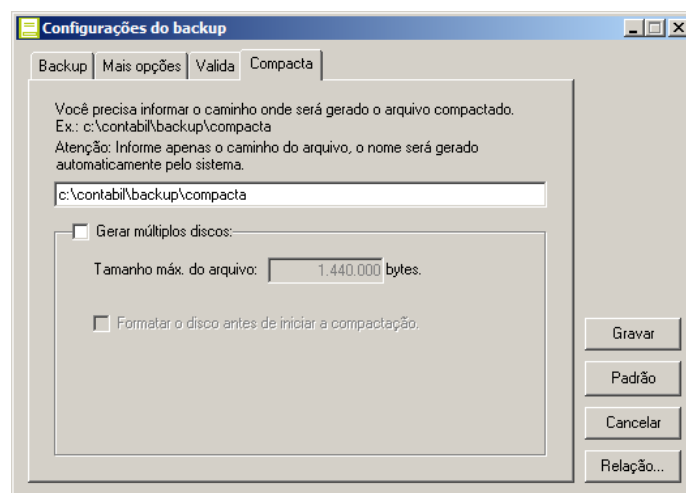 Configurações do backup
Backup Mais opções Valida Compacta
Você precisa informar o caminho onde será gerado o arquivo compactado.
Ex.: c:\contabil\backup\compacta
Atenção: Informe apenas o caminho do arquivo, o nome será gerado
automaticamente pelo sistema.
c:\contabil\backup\compacta
Gerar múltiplos discos:
Tamanho máx. do arquivo: 1.440.000 bytes.
Formatar o disco antes de iniciar a compactação.
Gravar
Padrão
Cancelar
Relação...